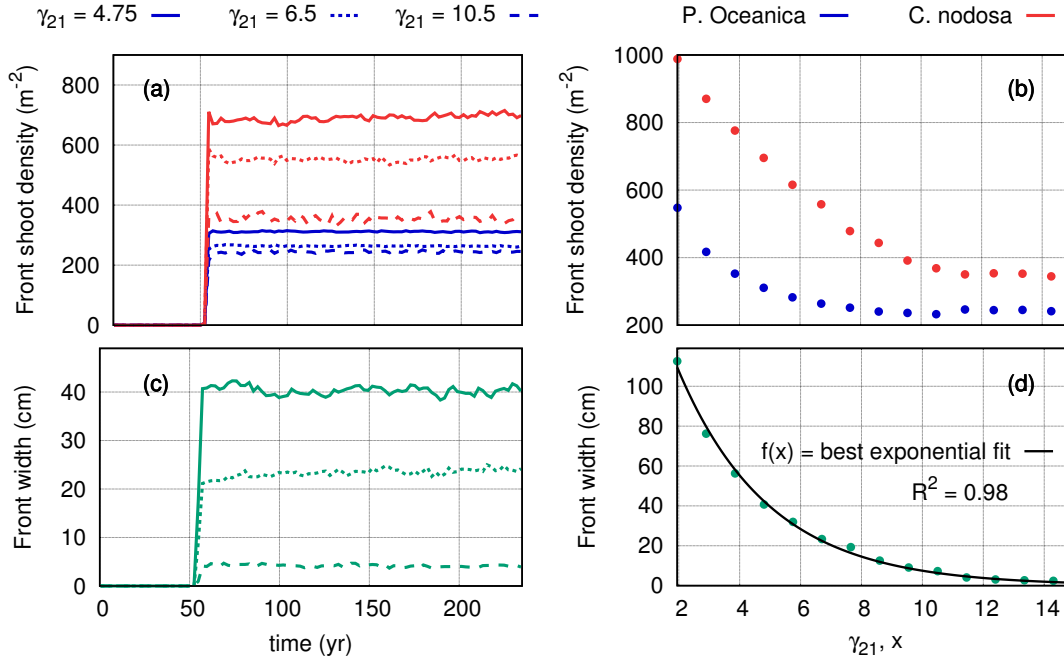 γ21 = 4.75 γ21 = 6.5 γ21 = 10.5 P. Oceanica C. nodosa
(a)
Front shoot density (m-2)
800
600
400
200
0
(b)
Front shoot density (m-2)
1000
800
600
400
200
(c)
Front width (cm)
40
30
20
10
0
0 50 100 150 200
time (yr)
(d)
Front width (cm)
100
80
60
40
20
0
f(x) = best exponential fit
R2 = 0.98
2 4 6 8 10 12 14
γ21, x